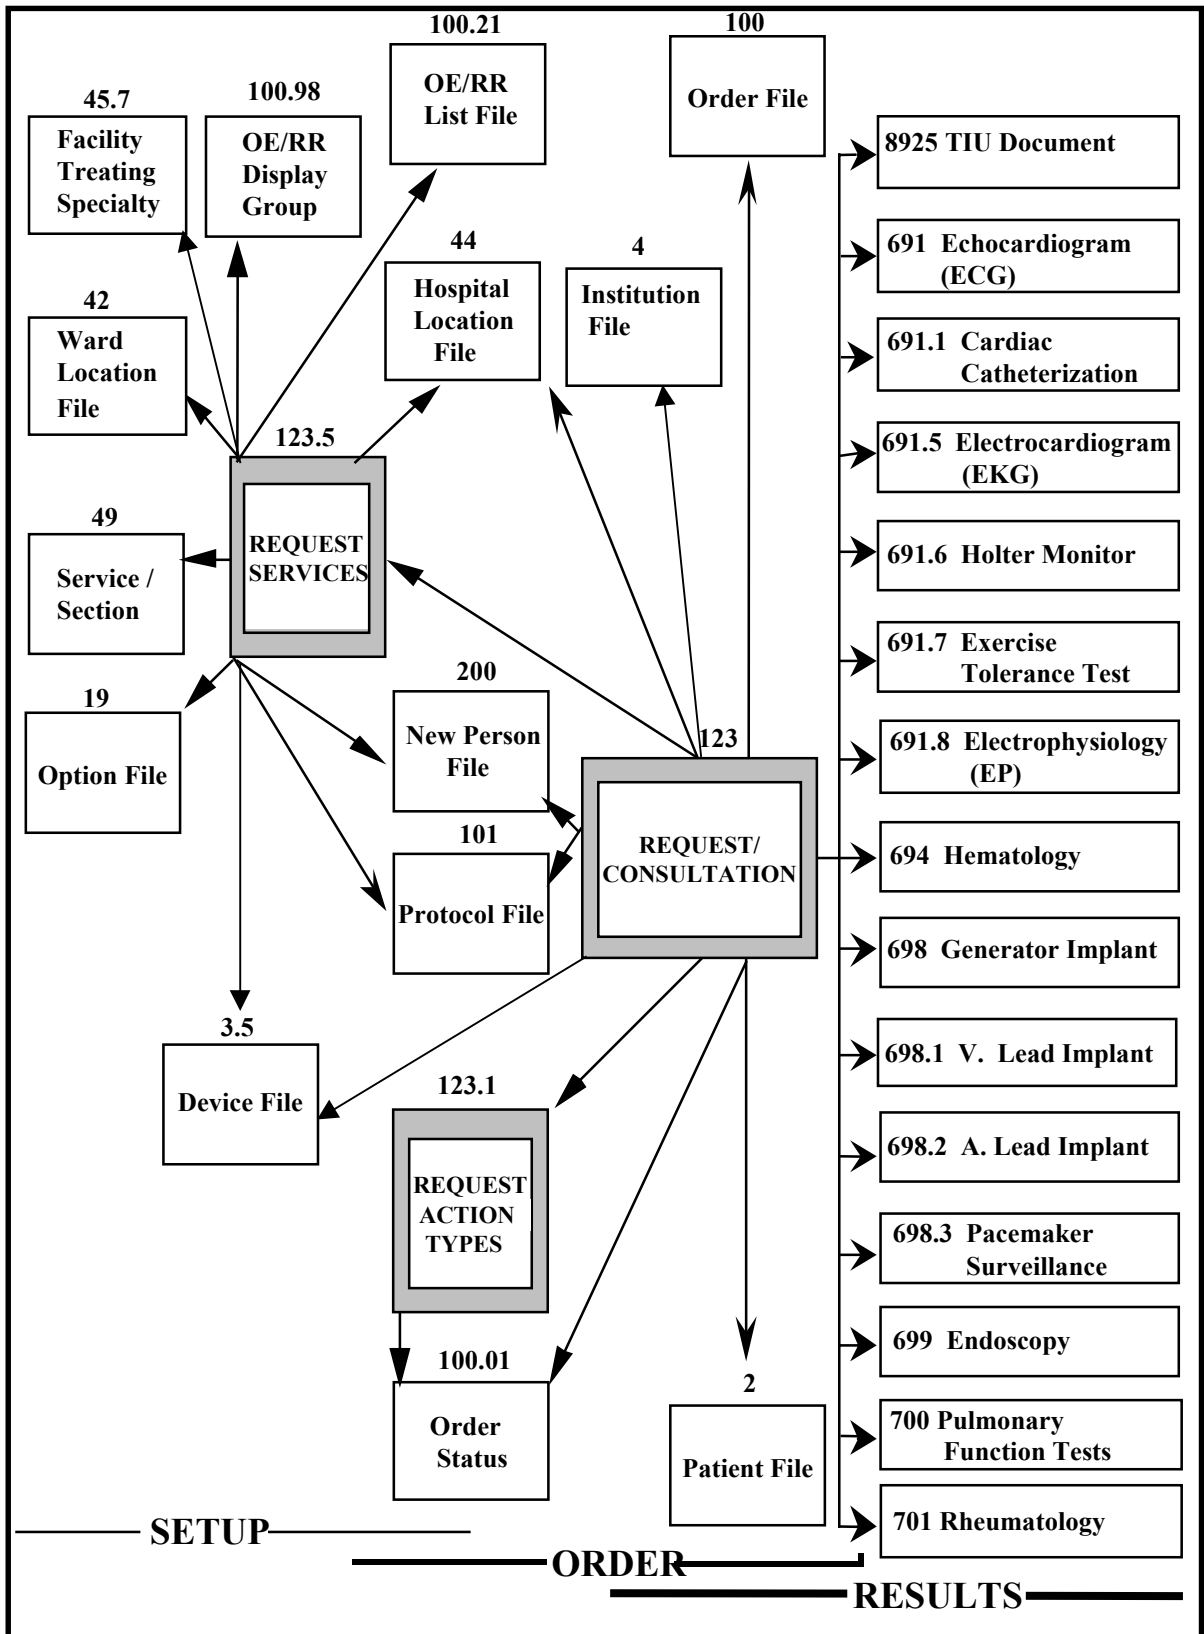 100.21
100
OE/RR
List File
Order File
45.7
100.98
Facility
Treating
Specialty
OE/RR
Display
Group
8925 TIU Document
691 Echocardiogram
(ECG)
44
4
Hospital
Location
File
Institution
File
42
Ward
Location
File
691.1 Cardiac
Catheterization
123.5
691.5 Electrocardiogram
(EKG)
REQUEST
SERVICES
49
Service /
Section
691.6 Holter Monitor
691.7 Exercise
Tolerance Test
19
Option File
200
New Person
File
123
691.8 Electrophysiology
(EP)
101
Protocol File
REQUEST/
CONSULTATION
694 Hematology
698 Generator Implant
3.5
Device File
698.1 V. Lead Implant
123.1
REQUEST
ACTION
TYPES
698.2 A. Lead Implant
698.3 Pacemaker
Surveillance
100.01
Order
Status
2
Patient File
699 Endoscopy
700 Pulmonary
Function Tests
701 Rheumatology
SETUP
ORDER
RESULTS